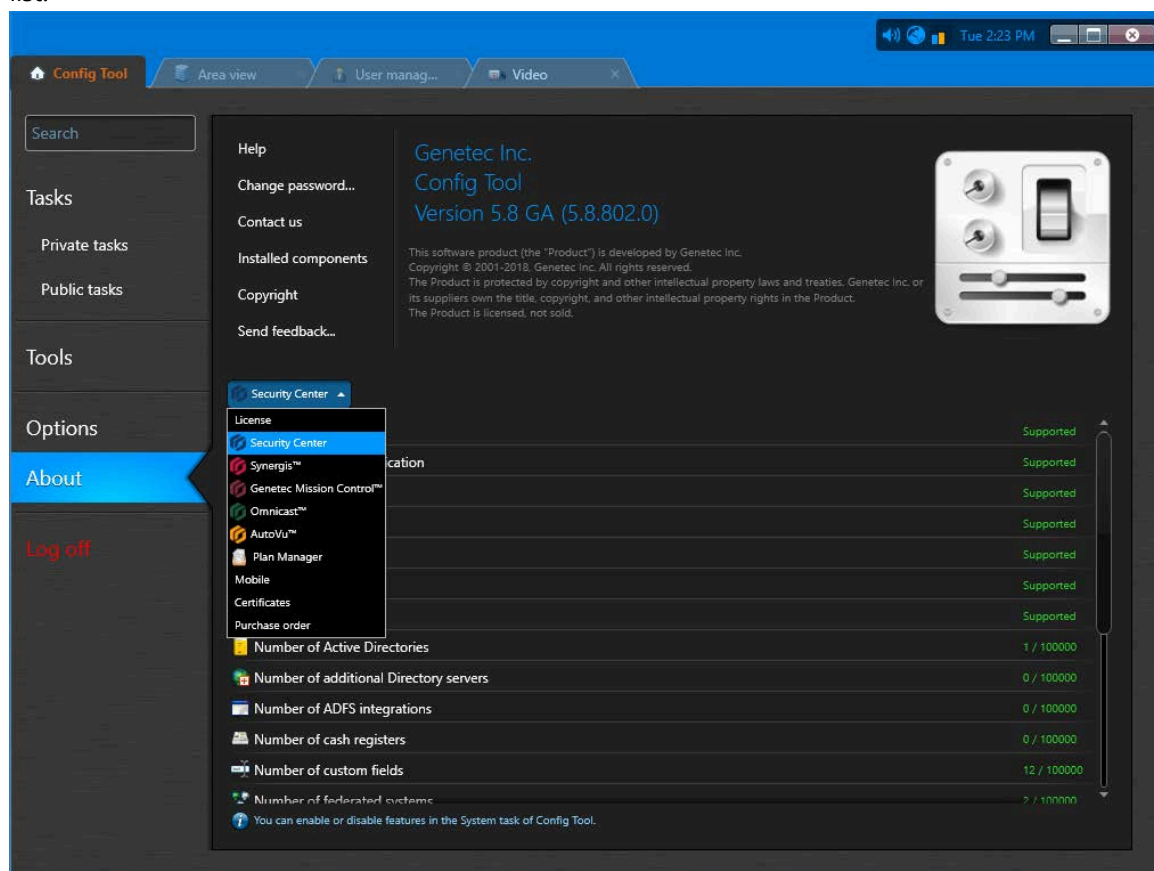 list.
Tue 2:23 PM
Config Tool
Area view
User manag...
Video
Search
Tasks
Private tasks
Public tasks
Tools
Options
About
Log off
Help
Change password...
Contact us
Installed components
Copyright
Send feedback...
Genetec Inc.
Config Tool
Version 5.8 GA (5.8.802.0)
This software product (the "Product") is developed by Genetec Inc.
Copyright © 2001-2018, Genetec Inc. All rights reserved.
The Product is protected by copyright and other intellectual property laws and treaties. Genetec Inc. or
its suppliers own the title, copyright, and other intellectual property rights in the Product.
The Product is licensed, not sold.
Security Center
License
Security Center
Synergis™
Genetec Mission Control™
Omnicast™
AutoVu™
Plan Manager
Mobile
Certificates
Purchase order
Supported
cation Supported
Supported
Supported
Supported
Supported
Supported
Number of Active Directories 1 / 100000
Number of additional Directory servers 0 / 100000
Number of ADFS integrations 0 / 100000
Number of cash registers 0 / 100000
Number of custom fields 12 / 100000
Number of federated systems 2 / 100000
You can enable or disable features in the System task of Config Tool.